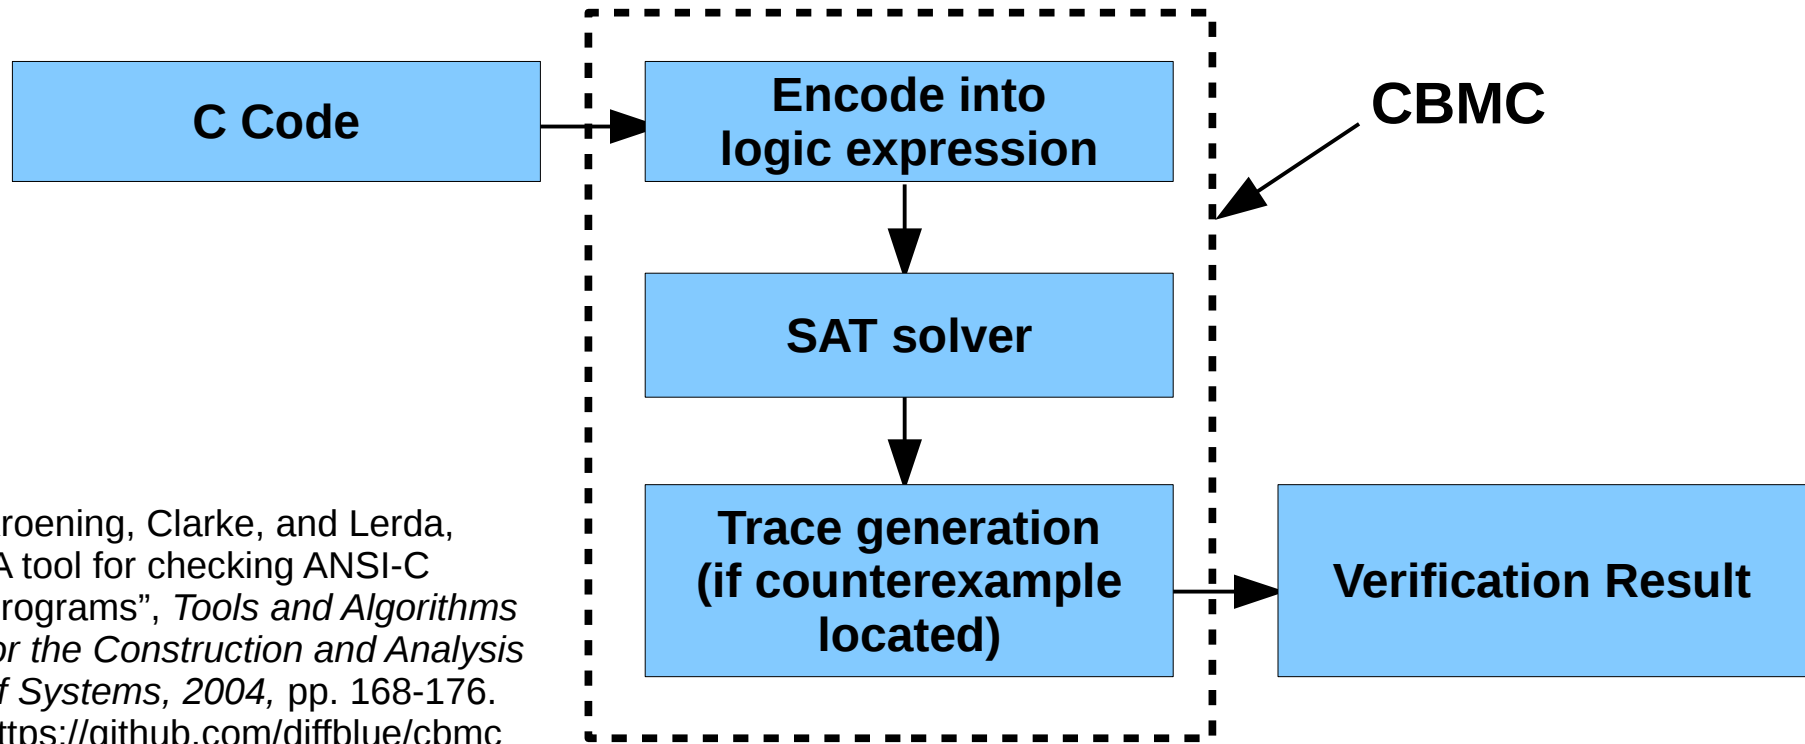 C Code
Encode into
logic expression
CBMC
SAT solver
Trace generation
(if counterexample
located)
Verification Result
roening, Clarke, and Lerda,
A tool for checking ANSI-C
rograms”, Tools and Algorithms
or the Construction and Analysis
f Systems, 2004, pp. 168-176.
ttps://github.com/diffblue/cbmc